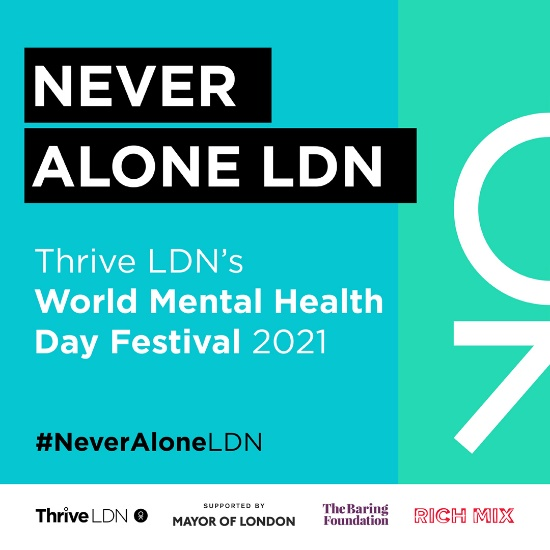 NEVER
ALONE LDN
Thrive LDN's
World Mental Health
Day Festival 2021
#NeverAloneLDN
Thrive LDN
SUPPORTED BY
MAYOR OF LONDON
The Baring
Foundation
RICH MIX